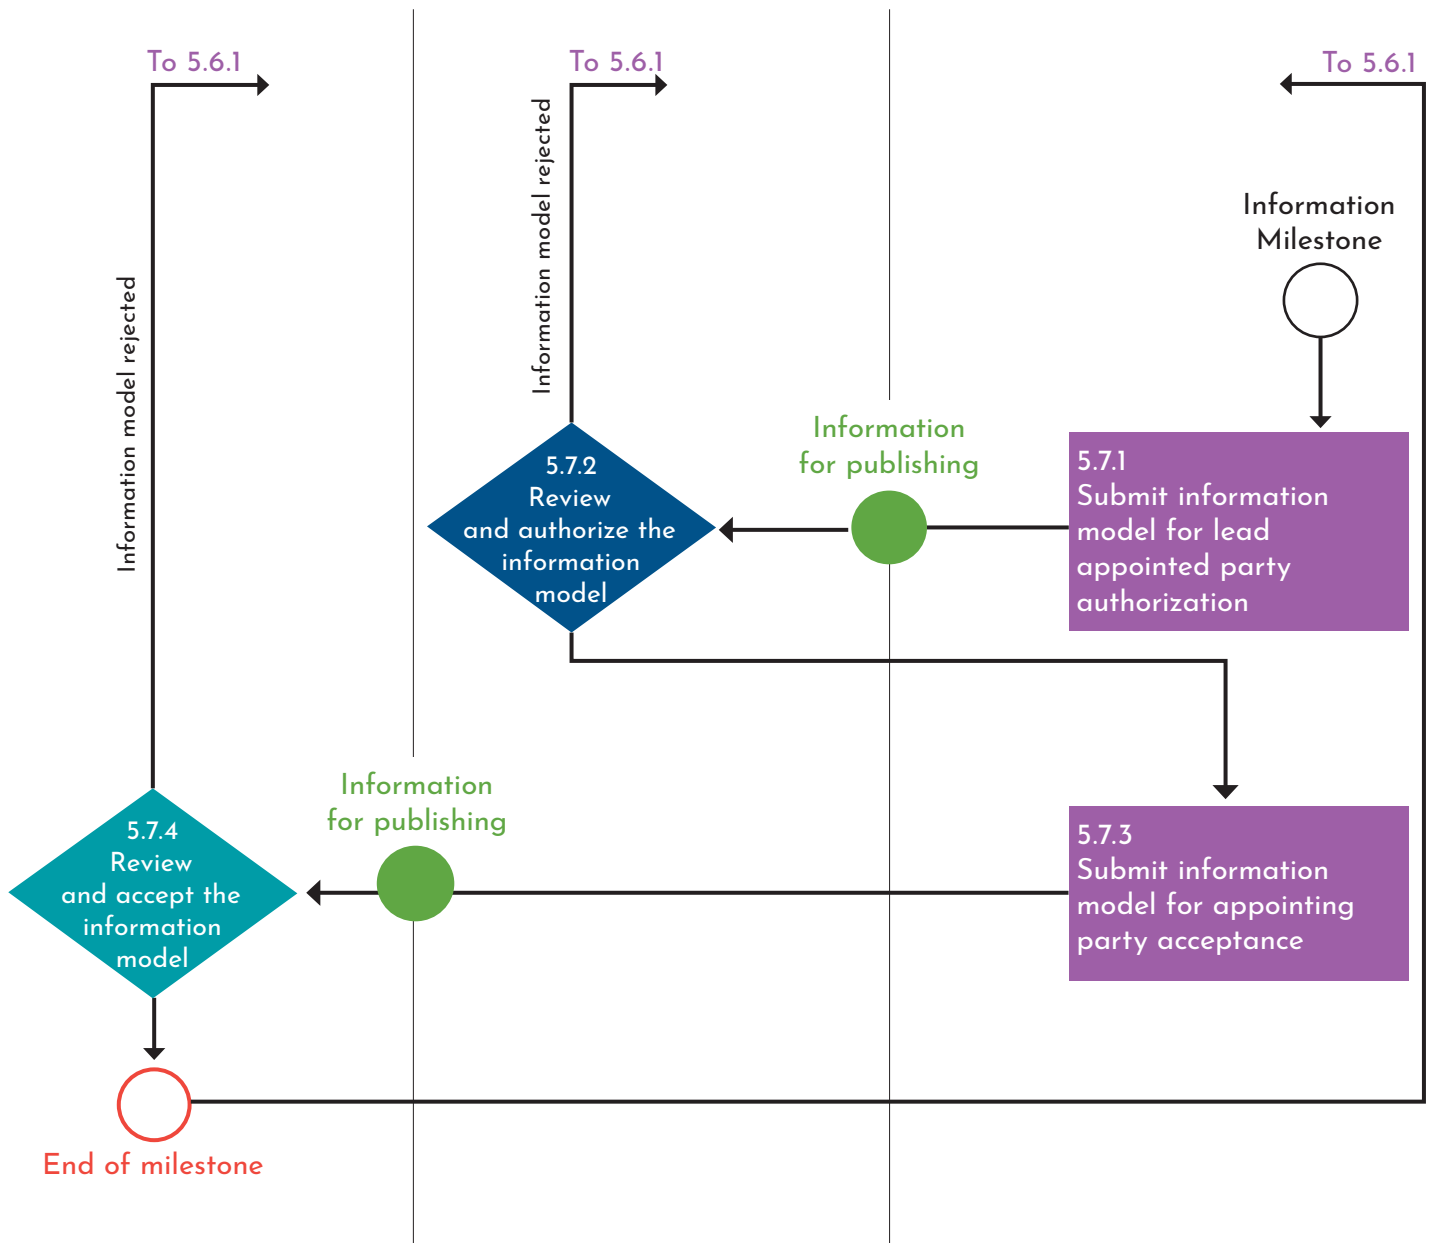 To 5.6.1
To 5.6.1
To 5.6.1
Information model rejected
Information model rejected
Information
Milestone
Information
for publishing
5.7.1
Submit information
model for lead
appointed party
authorization
5.7.2
Review
and authorize the
information
model
Information
for publishing
5.7.3
Submit information
model for appointing
party acceptance
5.7.4
Review
and accept the
information
model
End of milestone